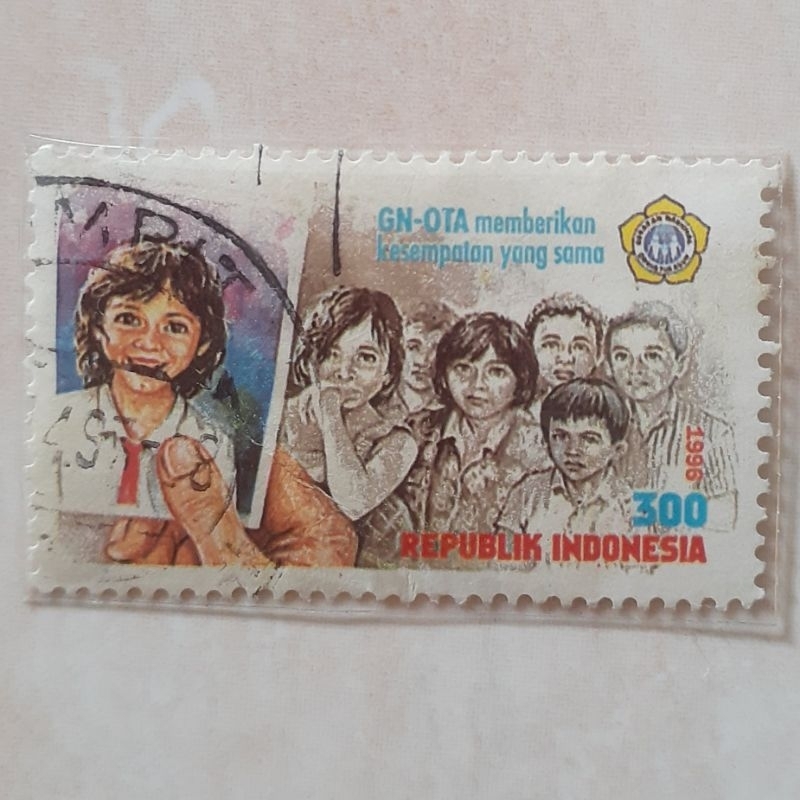 GN-OTA memberikan
kesempatan yang sama
1996
300
REPUBLIK INDONESIA